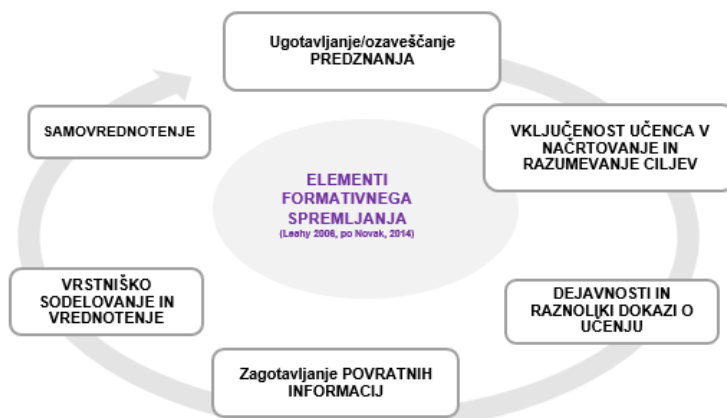 Ugotavljanje/ozaveščanje
PREDZNANJA
SAMOVREDNOTENJE
VKLJUČENOST UČENCA V
NAČRTOVANJE IN
RAZUMEVANJE CILJEV
ELEMENTI
FORMATIVNEGA
SPREMLJANJA
(Leahy 2006, po Novak, 2014)
VRSTNIŠKO
SODELOVANJE IN
VREDNOTENJE
DEJAVNOSTI IN
RAZNOLIKI DOKAZI O
UČENJU
Zagotavljanje POVRATNIH
INFORMACIJ